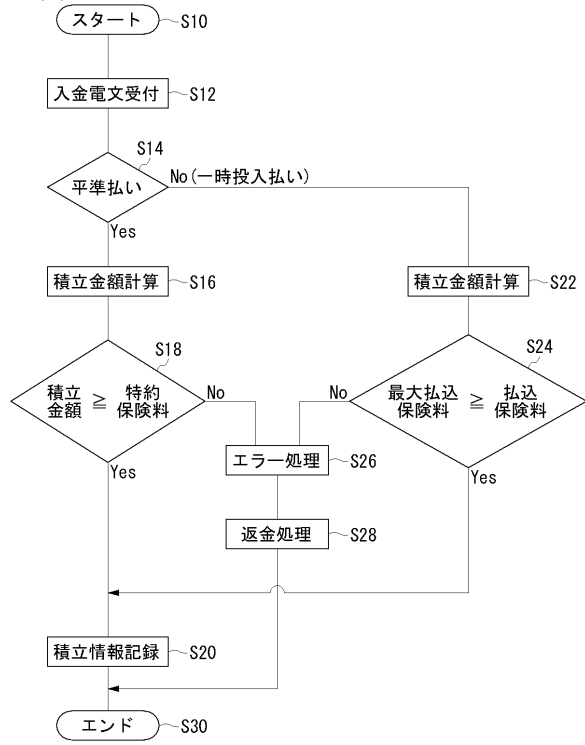 スタート S10
入金電文受付 S12
S14
平準払い
No(一時投入払い)
Yes
積立金額計算 S16
積立金額計算 S22
S18
積立 特約
金額 ≧ 保険料
No
Yes
S24
最大払込 払込
保険料 ≧ 保険料
No
Yes
エラー処理 S26
返金処理 S28
積立情報記録 S20
エンド S30